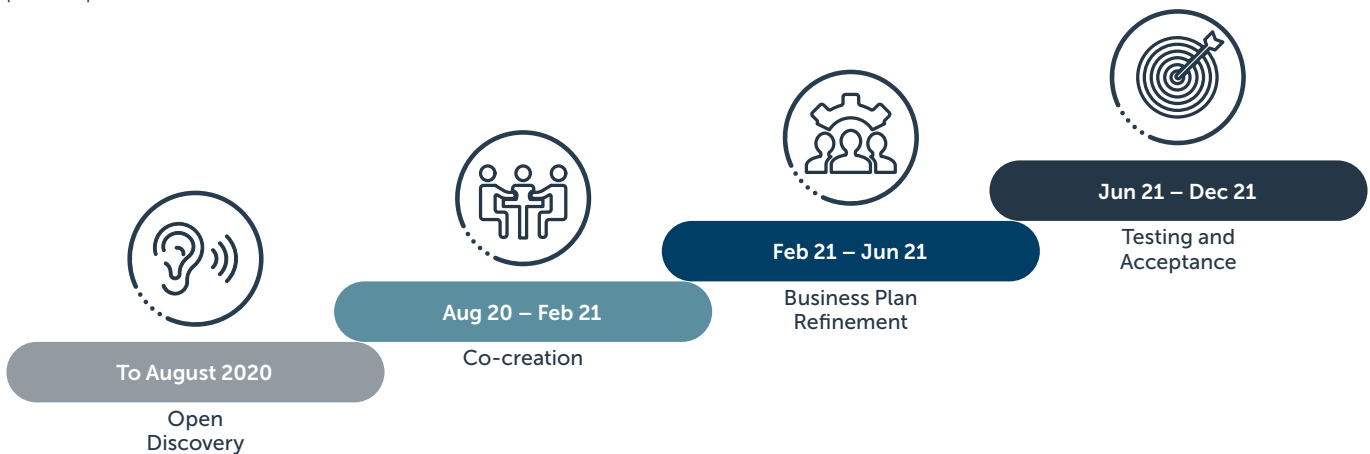 To August 2020
Open
Discovery
Aug 20 – Feb 21
Co-creation
Feb 21 – Jun 21
Business Plan
Refinement
Jun 21 – Dec 21
Testing and
Acceptance